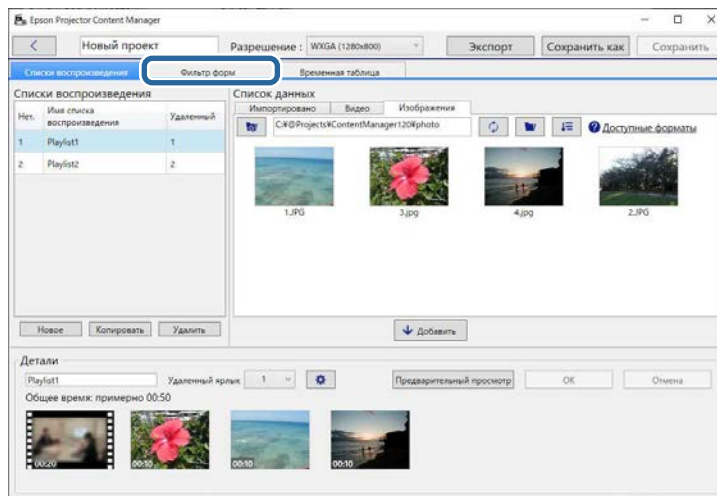 Epson Projector Content Manager
Новый проект Разрешение : WXGA (1280x800) Экспорт Сохранить как Сохранить
Списки воспроизведения Фильтр форм Временная таблица
Списки воспроизведения
Нет. Имя списка воспроизведения Удаленный
1 Playlist1 1
2 Playlist2 2
Новое Копировать Удалить
Список данных
Импортировано Видео Изображения
C:¥@Projects¥ContentManager120¥photo Доступные форматы
1.JPG 3.jpg 4.jpg 2.JPG
Добавить
Детали
Playlist1 Удаленный ярлык 1 Предварительный просмотр OK Отмена
Общее время: примерно 00:50
00:20 00:10 00:10 00:10